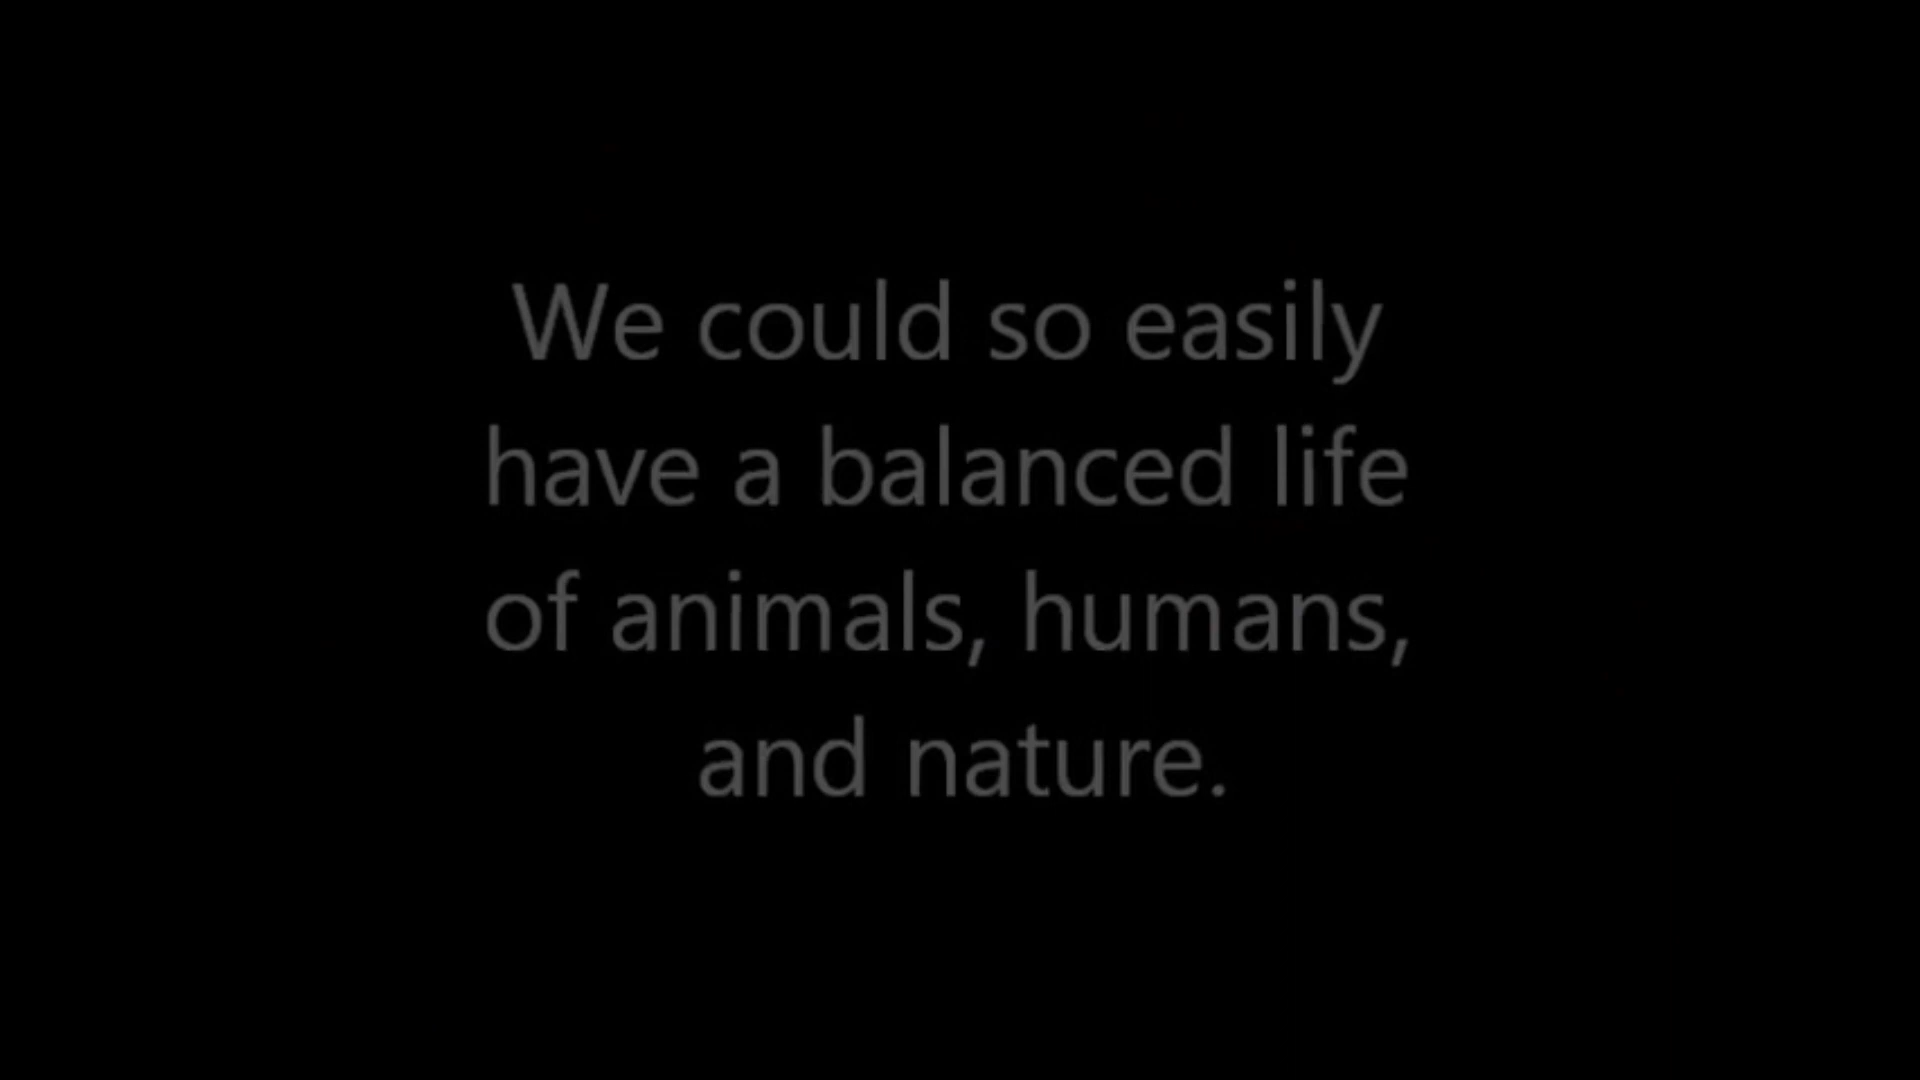 We could so easily
have a balanced life
of animals, humans,
and nature.